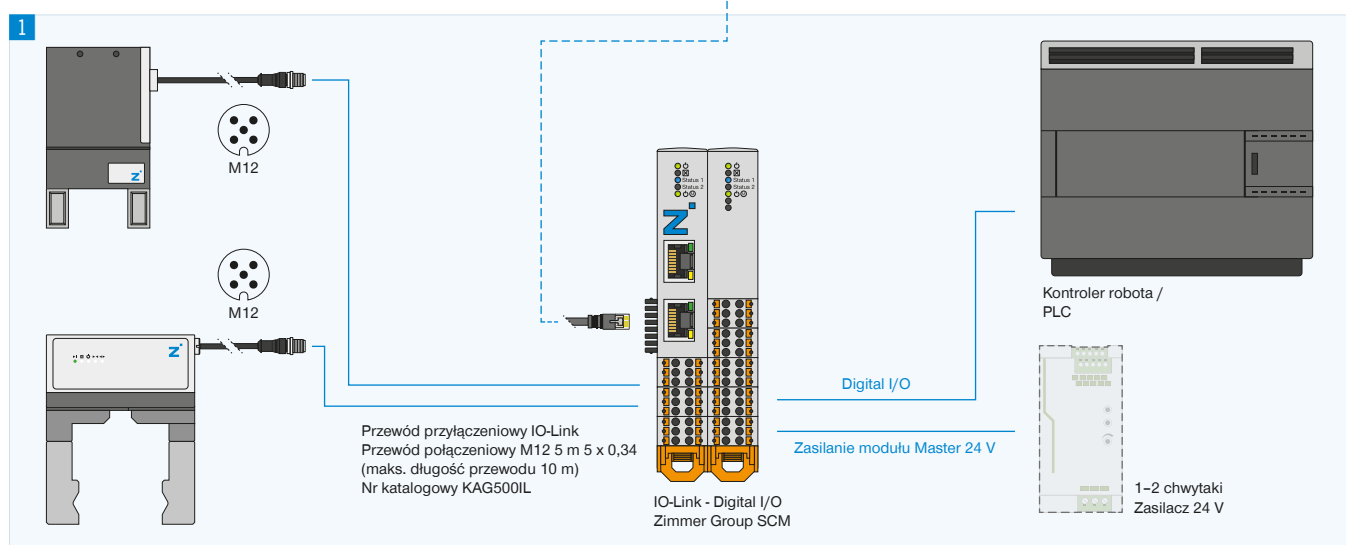 1
M12
M12
Status 1
Status 2
Status 1
Status 2
Kontroler robota /
PLC
Digital I/O
Przewód przyłączeniowy IO-Link
Przewód połączeniowy M12 5 m 5 x 0,34
(maks. długość przewodu 10 m)
Nr katalogowy KAG500IL
Zasilanie modułu Master 24 V
IO-Link - Digital I/O
Zimmer Group SCM
1–2 chwytaki
Zasilacz 24 V